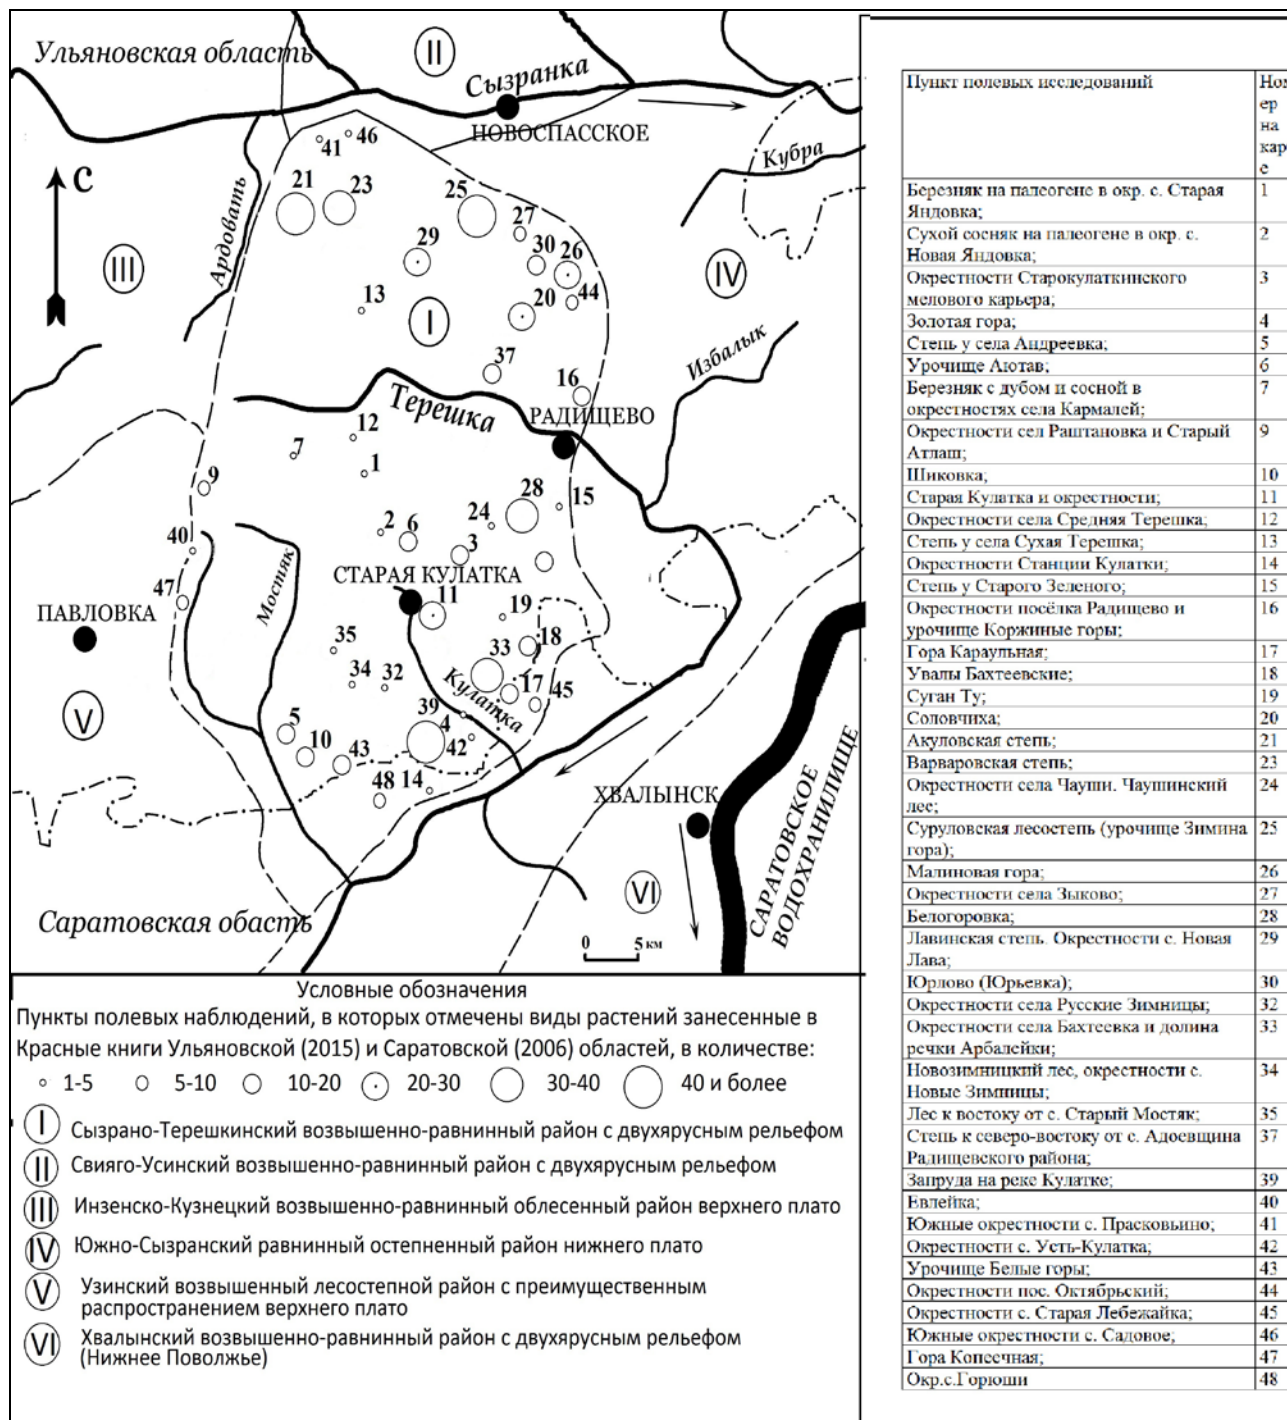 Ульяновская область
II
Сызранка
НОВОСПАССКОЕ
Кубра
41
46
С
21
23
25
Ардовать
27
29
30
26
III
IV
13
20
44
I
37
Избалык
16
Терешка
РАДИЩЕВО
12
7
1
9
28
15
24
2
6
3
40
Мостяк
СТАРАЯ КУЛАТКА
47
11
ПАВЛОВКА
19
35
18
33
34
32
17
45
Кулатка
V
39
5
4
10
42
43
48
14
ХВАЛЫНСК
САРАТОВСКОЕ
ВОДОХРАНИЛИЩЕ
VI
Саратовская обасть
0 5 км
Условные обозначения
Пункты полевых наблюдений, в которых отмечены виды растений занесенные в
Красные книги Ульяновской (2015) и Саратовской (2006) областей, в количестве:
1-5 5-10 10-20 20-30 30-40 40 и более
I Сызрано-Терешкинский возвышенно-равнинный район с двухярусным рельефом
II Свияго-Усинский возвышенно-равнинный район с двухярусным рельефом
III Инзенско-Кузнецкий возвышенно-равнинный облесенный район верхнего плато
IV Южно-Сызранский равнинный остепненный район нижнего плато
V Узинский возвышенный лесостепной район с преимущественным
распространением верхнего плато
VI Хвалынский возвышенно-равнинный район с двухярусным рельефом
(Нижнее Поволжье)
Пункт полевых исследований Ном
ер
на
кар
е
Березняк на палеогене в окр. с. Старая 1
Яндовка;
Сухой сосняк на палеогене в окр. с. 2
Новая Яндовка;
Окрестности Старокулаткинского 3
мелового карьера;
Золотая гора; 4
Степь у села Андреевка; 5
Урочище Аютав; 6
Березняк с дубом и сосной в 7
окрестностях села Кармалей;
Окрестности сел Раштановка и Старый 9
Атлаш;
Шиковка; 10
Старая Кулатка и окрестности; 11
Окрестности села Средняя Терешка; 12
Степь у села Сухая Терешка; 13
Окрестности Станции Кулатки; 14
Степь у Старого Зеленого; 15
Окрестности посёлка Радищево и 16
урочище Коржиные горы;
Гора Караульная; 17
Увалы Бахтеевские; 18
Суган Ту; 19
Соловчиха; 20
Акуловская степь; 21
Варваровская степь; 23
Окрестности села Чауши. Чаушинский 24
лес;
Суруловская лесостепь (урочище Зимина 25
гора);
Малиновая гора; 26
Окрестности села Зыково; 27
Белогоровка; 28
Лавинская степь. Окрестности с. Новая 29
Лава;
Юрлово (Юрьевка); 30
Окрестности села Русские Зимницы; 32
Окрестности села Бахтеевка и долина 33
речки Арбалейки;
Новозимницкий лес, окрестности с. 34
Новые Зимницы;
Лес к востоку от с. Старый Мостяк; 35
Степь к северо-востоку от с. Адоевщина 37
Радищевского района;
Запруда на реке Кулатке; 39
Евлейка; 40
Южные окрестности с. Прасковьино; 41
Окрестности с. Усть-Кулатка; 42
Урочище Белые горы; 43
Окрестности пос. Октябрьский; 44
Окрестности с. Старая Лебежайка; 45
Южные окрестности с. Садовое; 46
Гора Копеечная; 47
Окр.с.Горюши 48